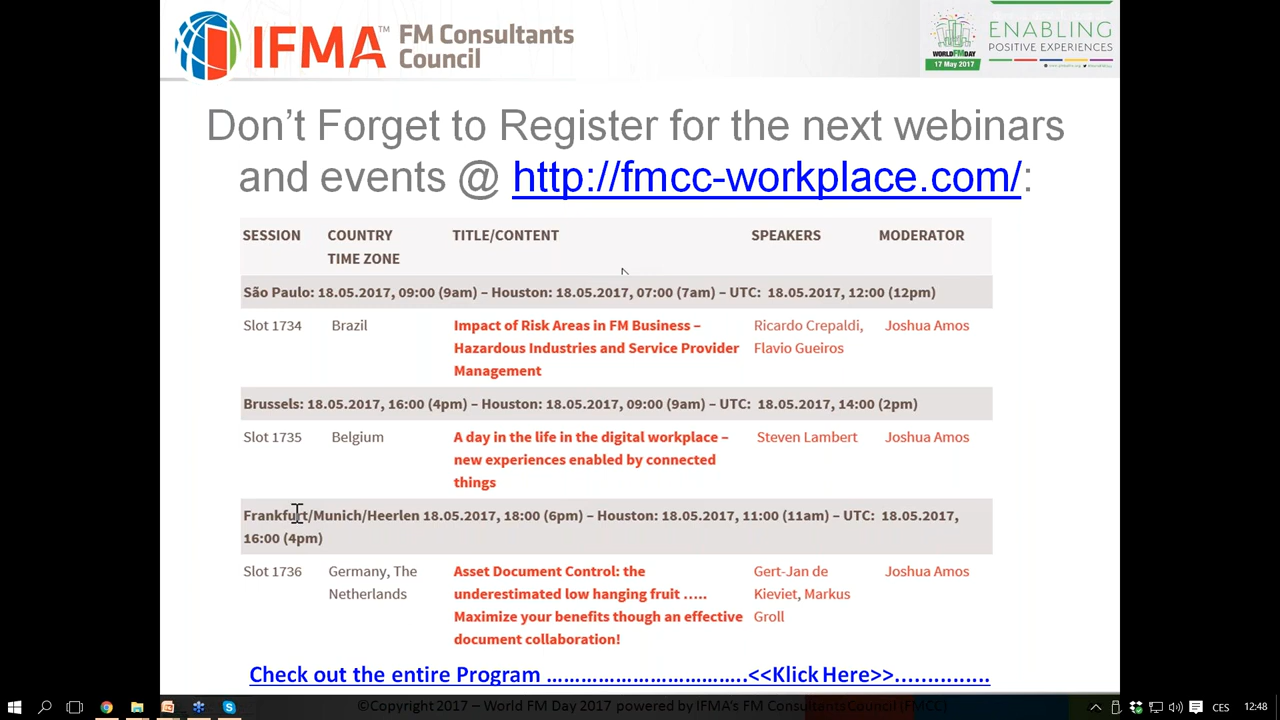 IFMA™ FM Consultants
Council
WORLD FM DAY
17 May 2017
ENABLING
POSITIVE EXPERIENCES
Don't Forget to Register for the next webinars
and events @ http://fmcc-workplace.com/:
SESSION COUNTRY TITLE/CONTENT SPEAKERS MODERATOR
TIME ZONE
São Paulo: 18.05.2017, 09:00 (9am) – Houston: 18.05.2017, 07:00 (7am) – UTC: 18.05.2017, 12:00 (12pm)
Slot 1734 Brazil Impact of Risk Areas in FM Business – Ricardo Crepaldi, Joshua Amos
Hazardous Industries and Service Provider Flavio Gueiros
Management
Brussels: 18.05.2017, 16:00 (4pm) – Houston: 18.05.2017, 09:00 (9am) – UTC: 18.05.2017, 14:00 (2pm)
Slot 1735 Belgium A day in the life in the digital workplace – Steven Lambert Joshua Amos
new experiences enabled by connected
things
Frankfurt/Munich/Heerlen 18.05.2017, 18:00 (6pm) – Houston: 18.05.2017, 11:00 (11am) – UTC: 18.05.2017,
16:00 (4pm)
Slot 1736 Germany, The Asset Document Control: the Gert-Jan de Joshua Amos
Netherlands underestimated low hanging fruit ..... Kieviet, Markus
Maximize your benefits though an effective Groll
document collaboration!
Check out the entire Program ………………………………..<<Klick Here>>..............
©Copyright 2017 – World FM Day 2017 powered by IFMA's FM Consultants Council (FMCC)
CES 12:48